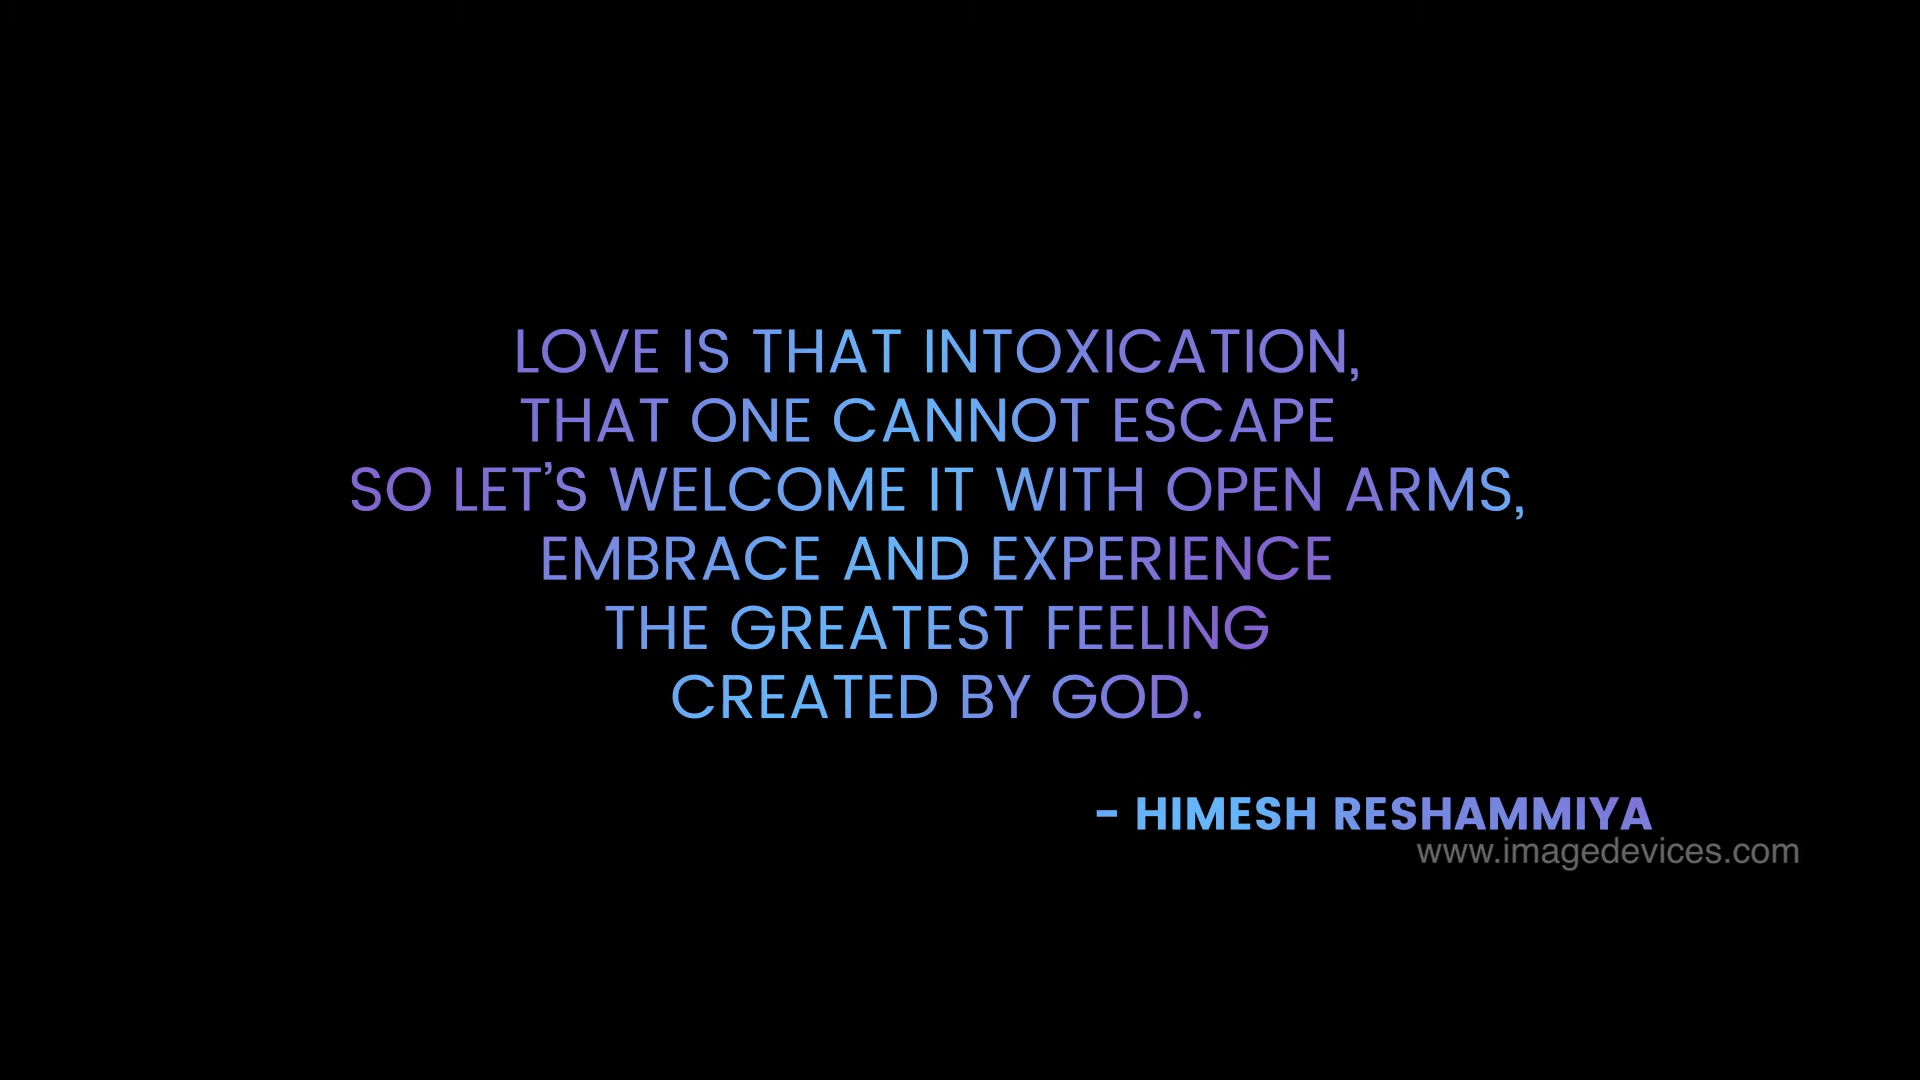 LOVE IS THAT INTOXICATION,
THAT ONE CANNOT ESCAPE
SO LET’S WELCOME IT WITH OPEN ARMS,
EMBRACE AND EXPERIENCE
THE GREATEST FEELING
CREATED BY GOD.
- HIMESH RESHAMMIYA
www.imagedevices.com